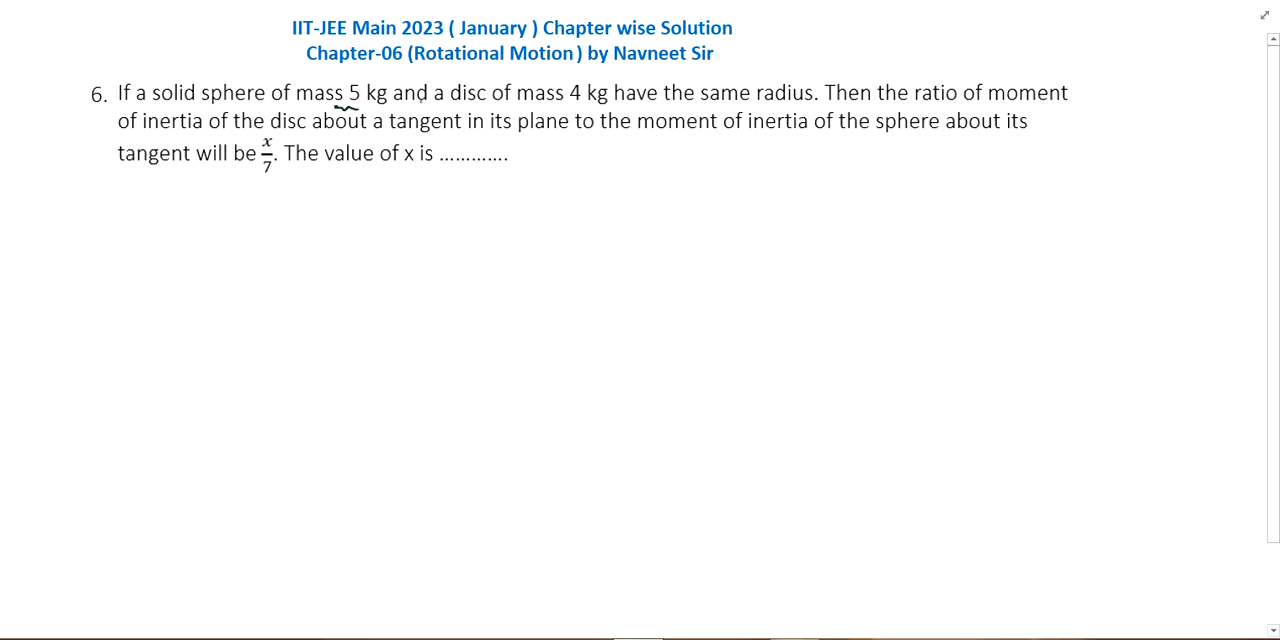 IIT-JEE Main 2023 ( January ) Chapter wise Solution
Chapter-06 (Rotational Motion) by Navneet Sir
6. If a solid sphere of mass 5 kg and a disc of mass 4 kg have the same radius. Then the ratio of moment
of inertia of the disc about a tangent in its plane to the moment of inertia of the sphere about its
tangent will be x/7. The value of x is .............